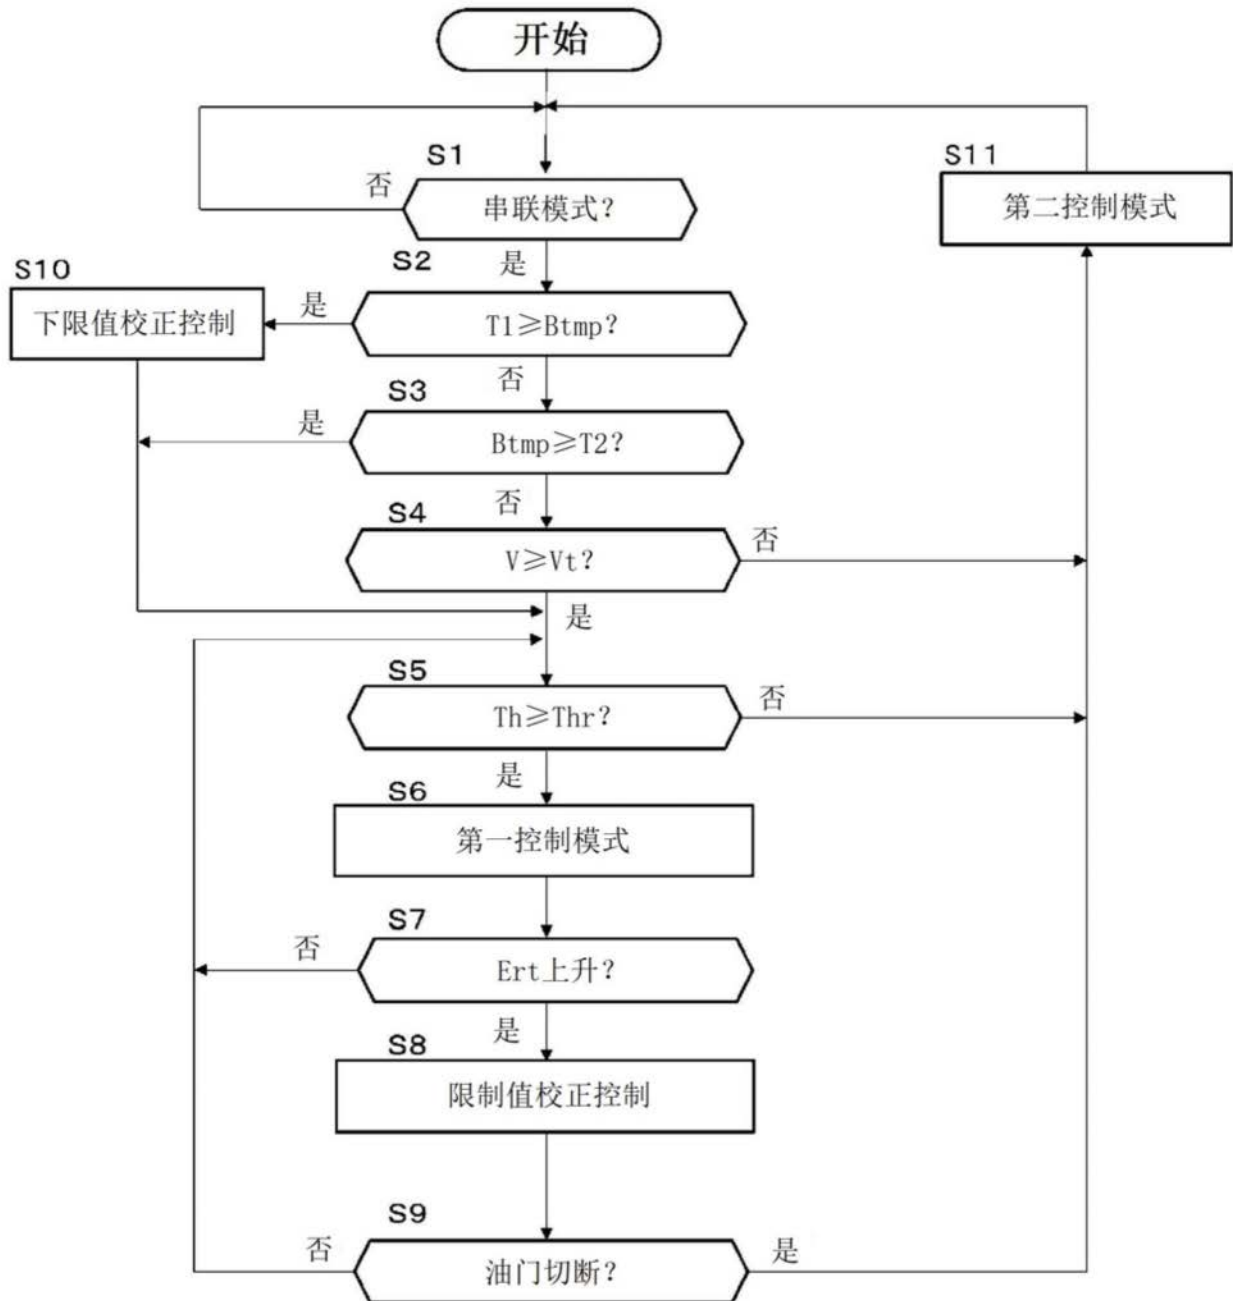 开始
S1
否
串联模式?
S11
第二控制模式
S2
是
S10
下限值校正控制
是
T1≥Btmp?
S3
否
是
Btmp≥T2?
S4
否
V≥Vt?
否
是
S5
Th≥Thr?
否
是
S6
第一控制模式
S7
否
Ert上升?
是
S8
限制值校正控制
S9
否
油门切断?
是